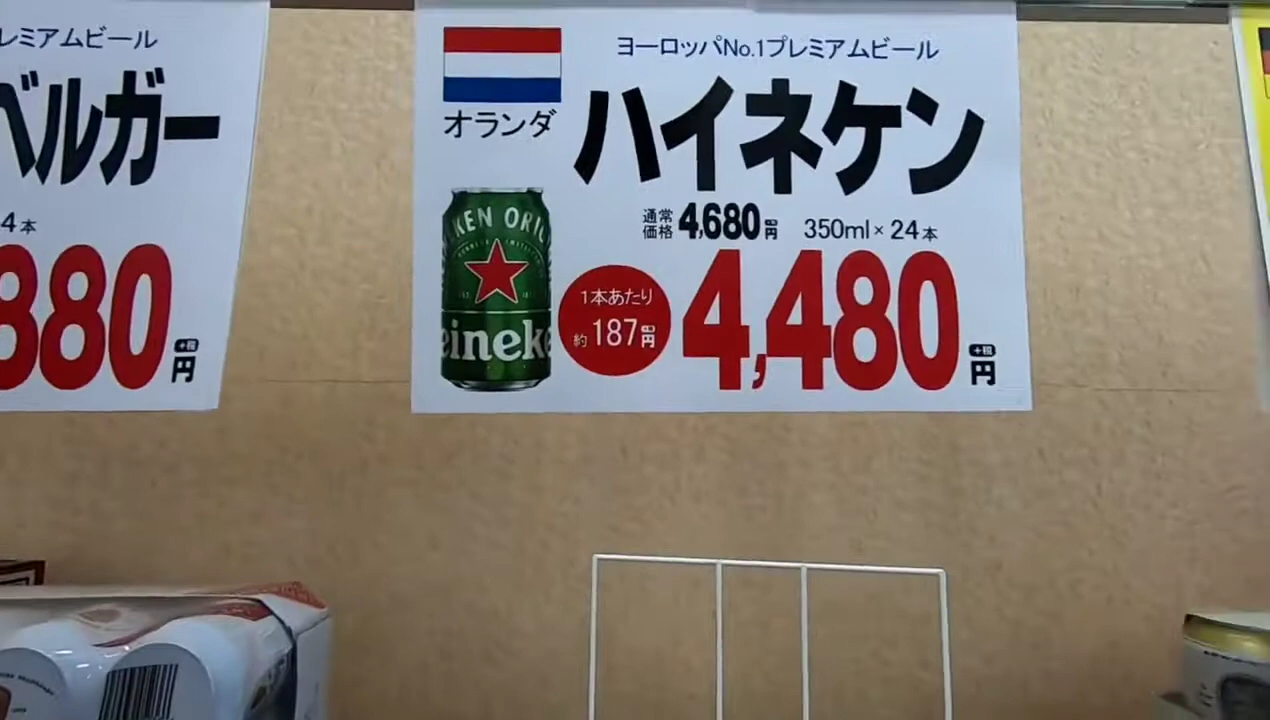 レミアムビール
ベルガー
4本
880
+税
円
オランダ
ヨーロッパNo.1プレミアムビール
ハイネケン
通常価格 4,680円 350ml×24本
KEN ORIG
eineke
1本あたり
約187円
4,480
+税
円